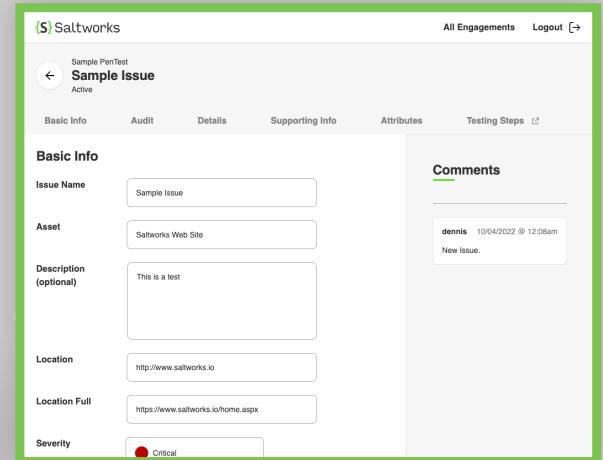 {S} Saltworks
All Engagements Logout
Sample PenTest
Sample Issue
Active
Basic Info Audit Details Supporting Info Attributes Testing Steps
Basic Info
Issue Name
Sample Issue
Asset
Saltworks Web Site
Description
(optional)
This is a test
Location
http://www.saltworks.io
Location Full
https://www.saltworks.io/home.aspx
Severity
Critical
Comments
dennis 10/04/2022 @ 12:08am
New Issue.